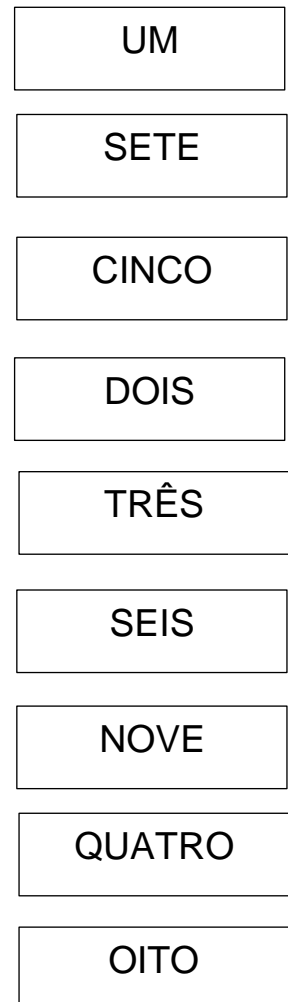 UM
SETE
CINCO
DOIS
TRÊS
SEIS
NOVE
QUATRO
OITO